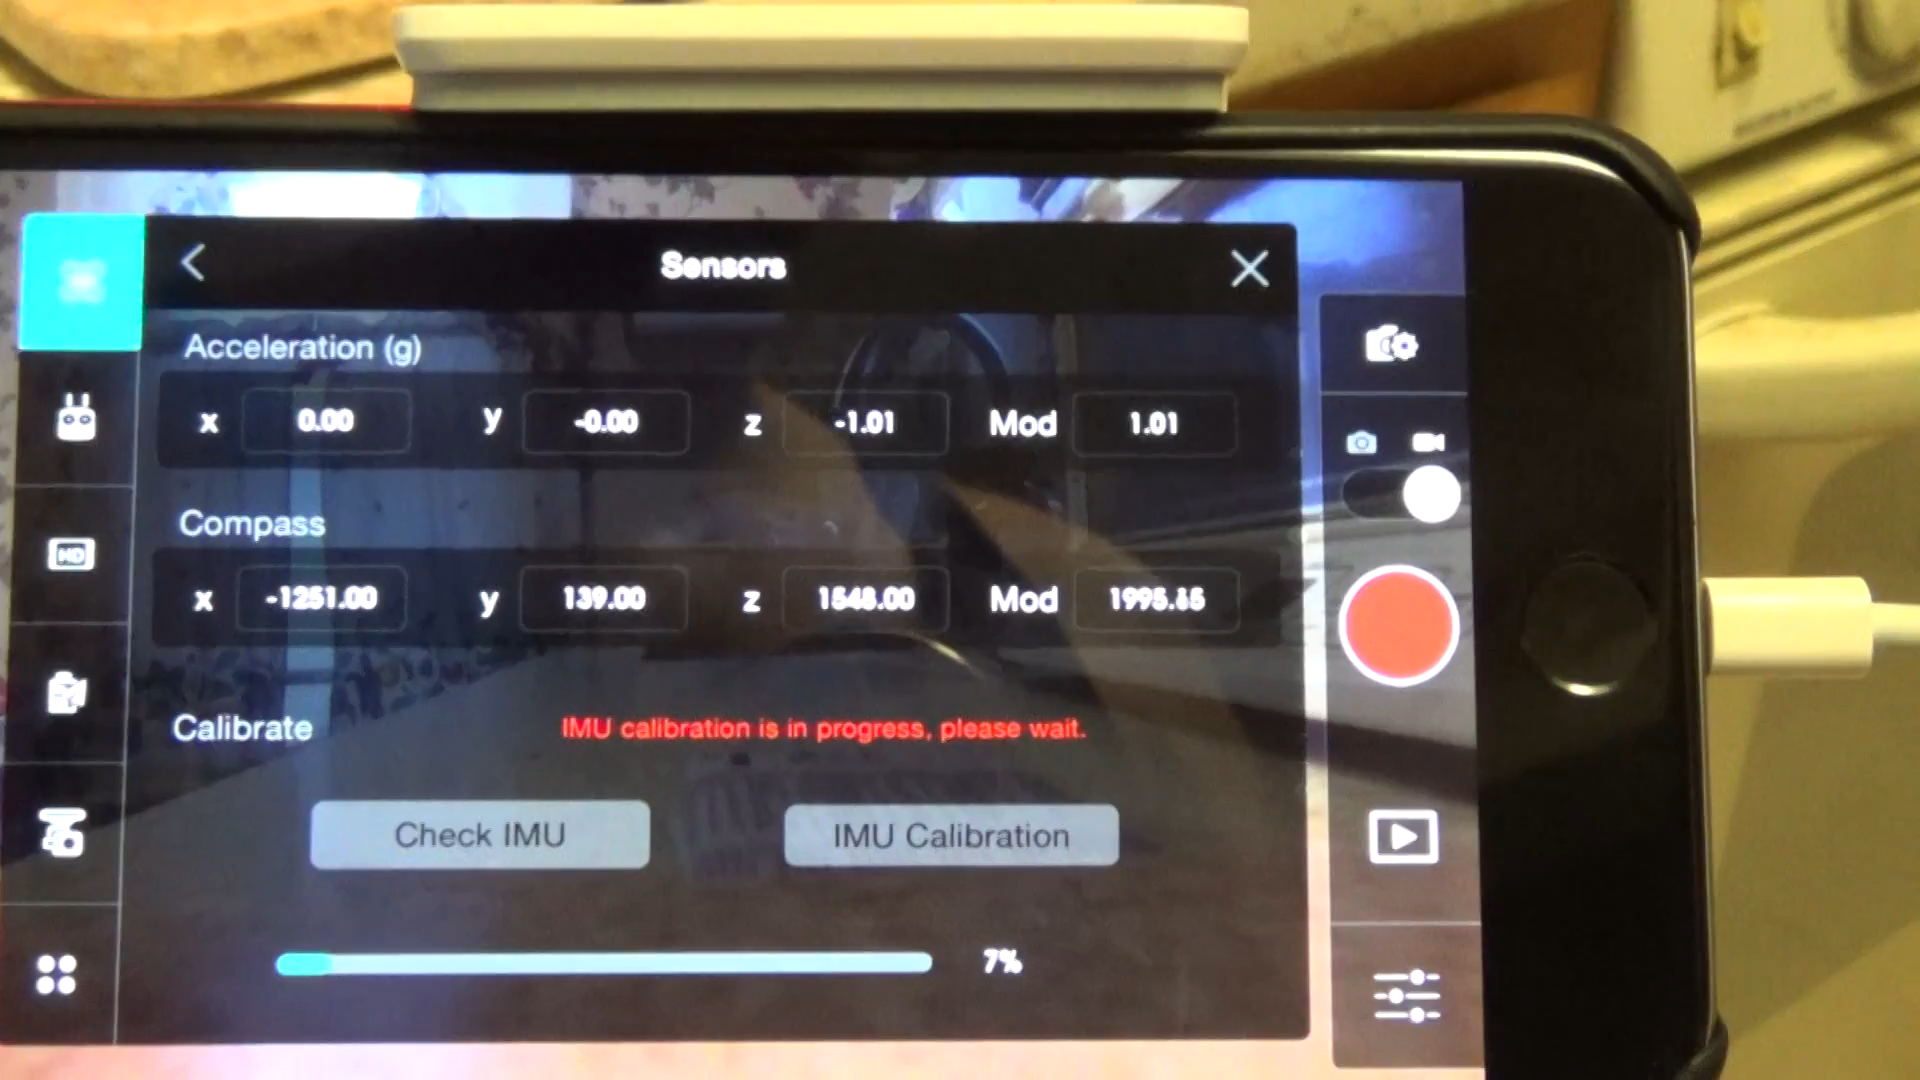 Sensors
Acceleration (g)
x 0.00 y -0.00 z -1.01 Mod 1.01
Compass
x -1251.00 y 139.00 z 1548.00 Mod
Calibrate IMU calibration is in progress, please wait.
HD
Check IMU IMU Calibration
7%